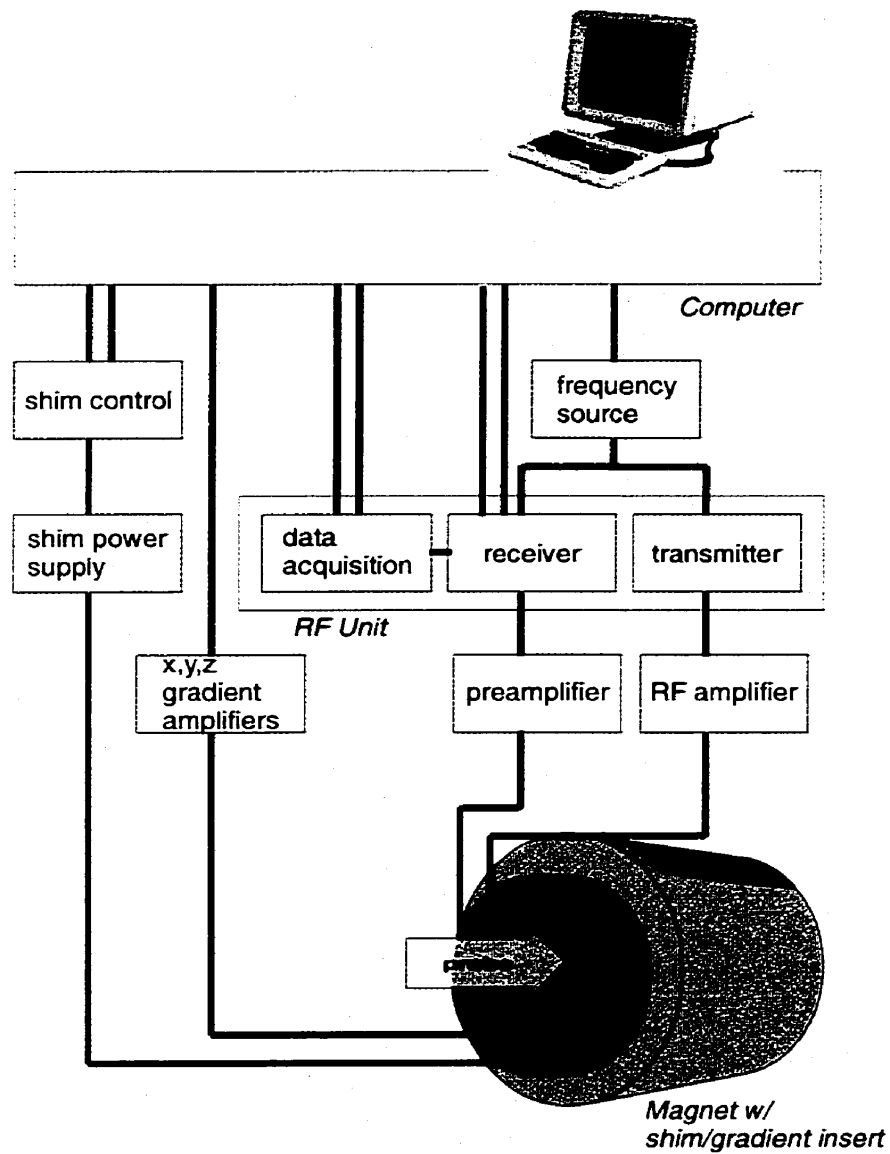 Computer
shim control
frequency
source
shim power
supply
data
acquisition
receiver
transmitter
RF Unit
x,y,z
gradient
amplifiers
preamplifier
RF amplifier
Magnet w/
shim/gradient insert